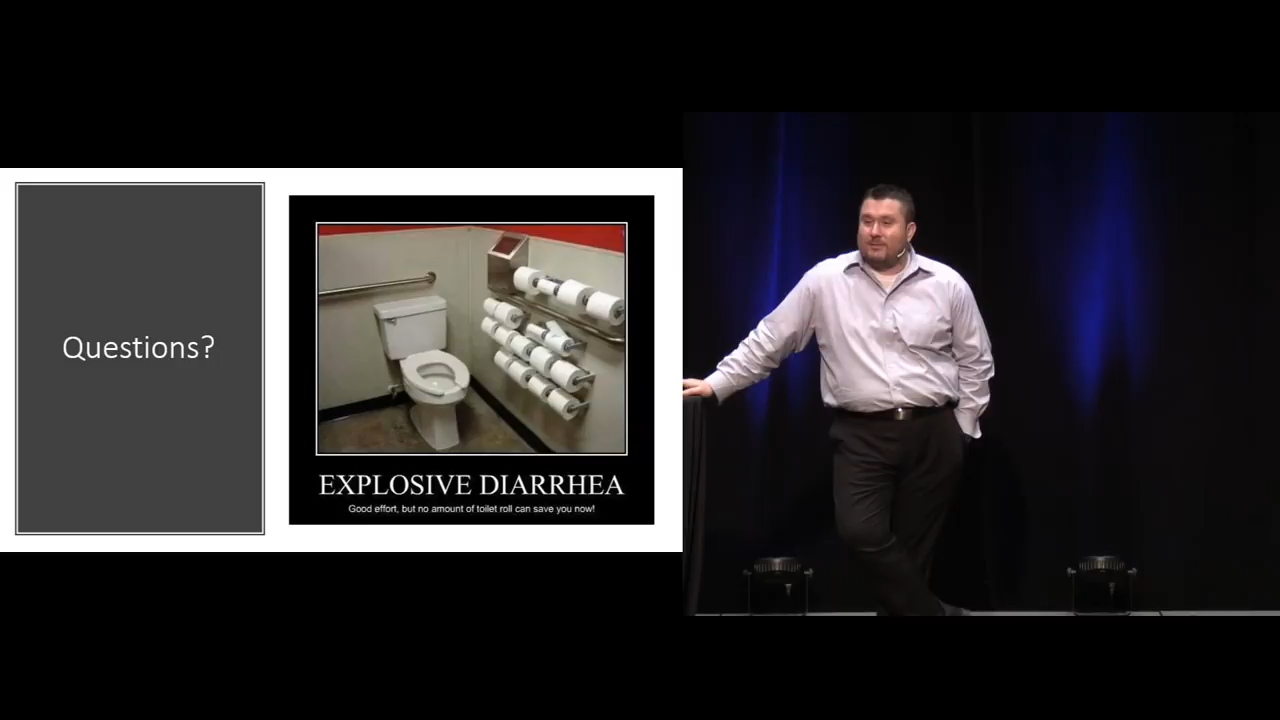 Questions?
EXPLOSIVE DIARRHEA
Good effort, but no amount of toilet roll can save you now!